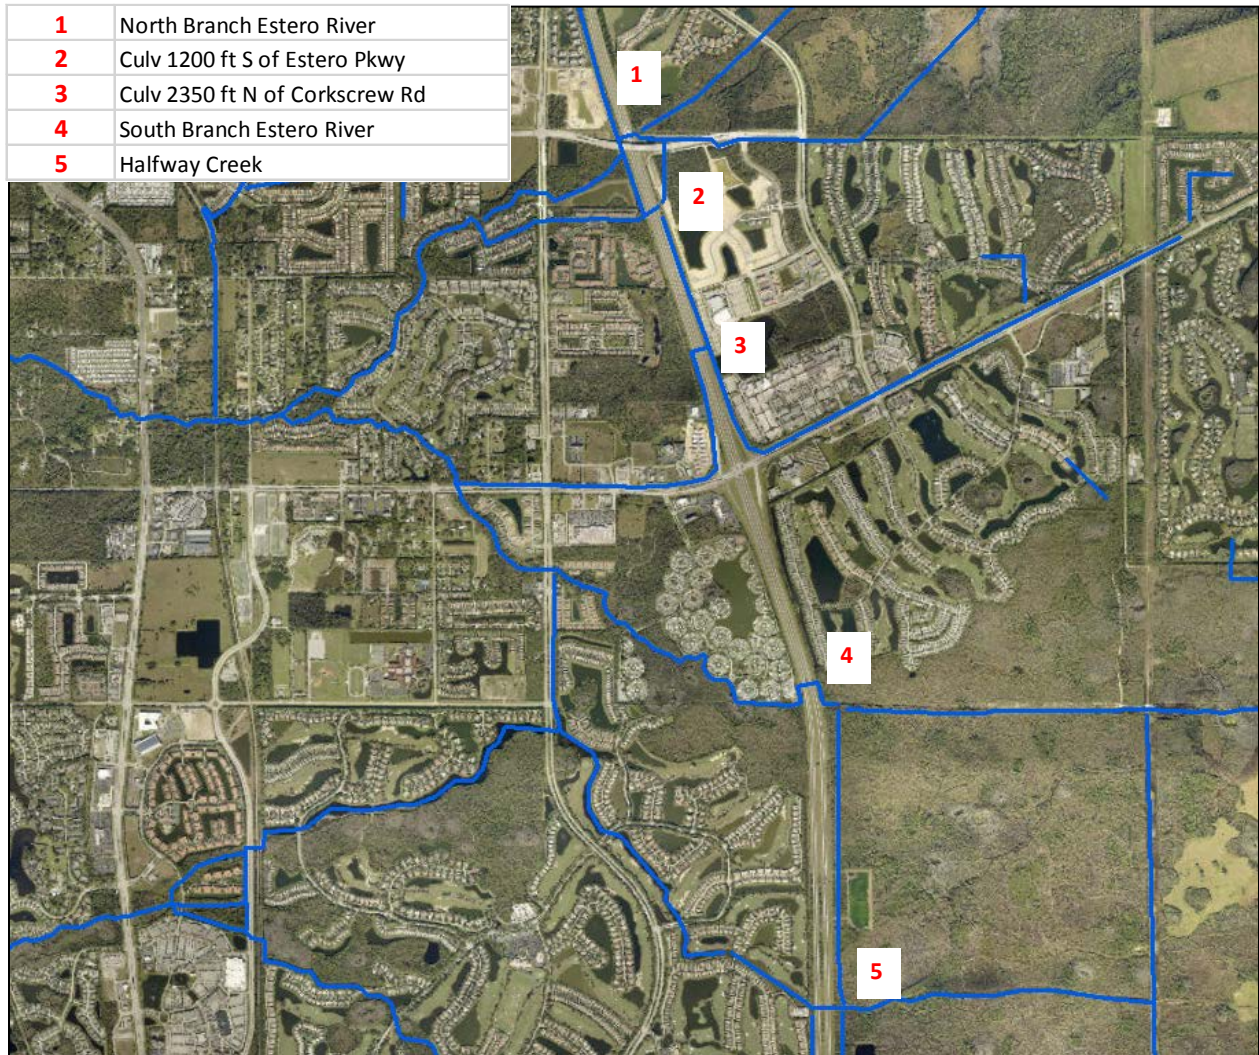 1 North Branch Estero River
2 Culv 1200 ft S of Estero Pkwy
3 Culv 2350 ft N of Corkscrew Rd
4 South Branch Estero River
5 Halfway Creek
1
2
3
4
5